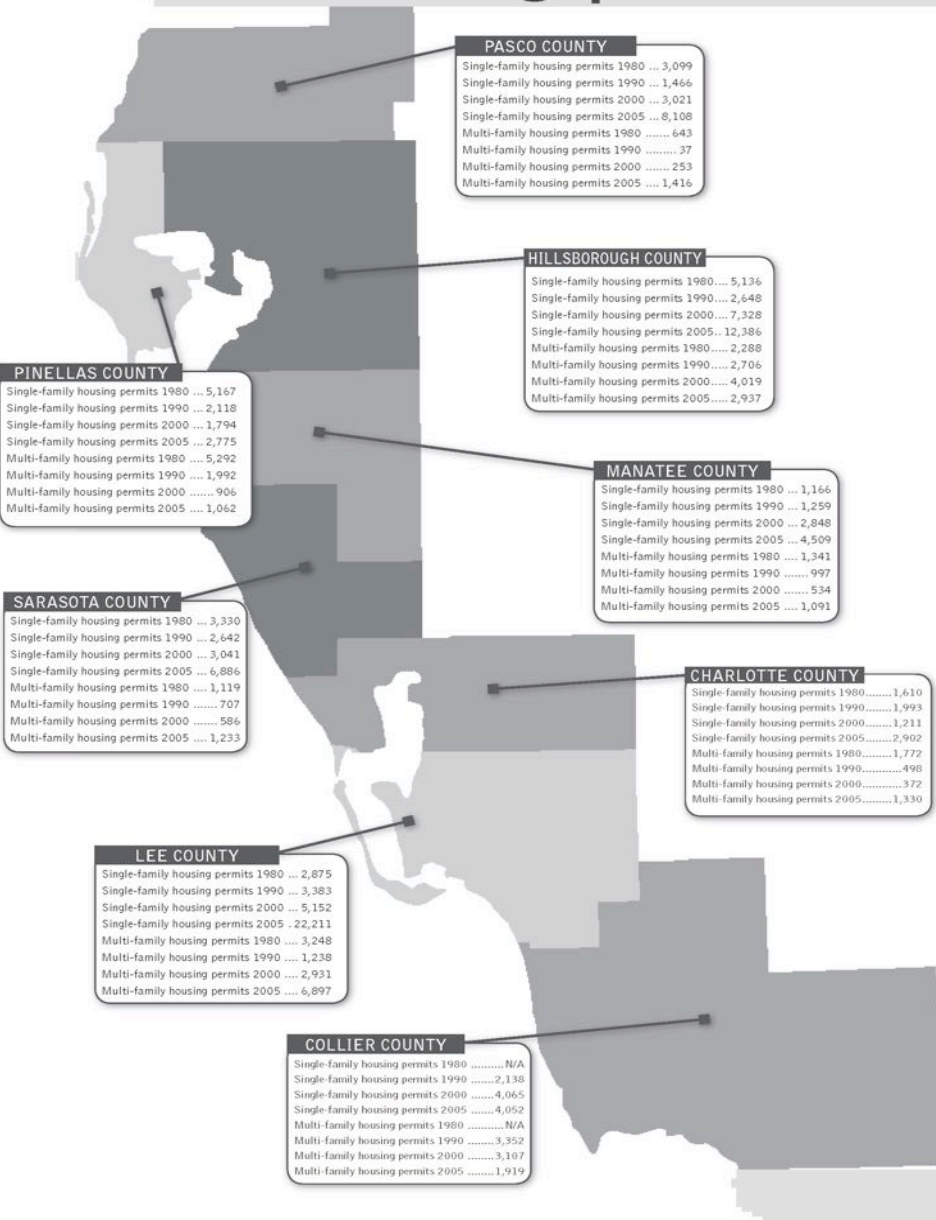 PASCO COUNTY
Single-family housing permits 1980 ... 3,099
Single-family housing permits 1990 ... 1,466
Single-family housing permits 2000 ... 3,021
Single-family housing permits 2005 ... 8,108
Multi-family housing permits 1980 ....... 643
Multi-family housing permits 1990 ......... 37
Multi-family housing permits 2000 ....... 253
Multi-family housing permits 2005 .... 1,416
HILLSBOROUGH COUNTY
Single-family housing permits 1980.... 5,136
Single-family housing permits 1990.... 2,648
Single-family housing permits 2000.... 7,328
Single-family housing permits 2005.. 12,386
Multi-family housing permits 1980..... 2,288
Multi-family housing permits 1990..... 2,706
Multi-family housing permits 2000..... 4,019
Multi-family housing permits 2005..... 2,937
PINELLAS COUNTY
Single-family housing permits 1980 ... 5,167
Single-family housing permits 1990 ... 2,118
Single-family housing permits 2000 ... 1,794
Single-family housing permits 2005 ... 2,775
Multi-family housing permits 1980 .... 5,292
Multi-family housing permits 1990 .... 1,992
Multi-family housing permits 2000 ....... 906
Multi-family housing permits 2005 .... 1,062
MANATEE COUNTY
Single-family housing permits 1980 ... 1,166
Single-family housing permits 1990 ... 1,259
Single-family housing permits 2000 ... 2,848
Single-family housing permits 2005 ... 4,509
Multi-family housing permits 1980 .... 1,341
Multi-family housing permits 1990 ....... 997
Multi-family housing permits 2000 ....... 534
Multi-family housing permits 2005 .... 1,091
SARASOTA COUNTY
Single-family housing permits 1980 ... 3,330
Single-family housing permits 1990 ... 2,642
Single-family housing permits 2000 ... 3,041
Single-family housing permits 2005 ... 6,886
Multi-family housing permits 1980 .... 1,119
Multi-family housing permits 1990 ....... 707
Multi-family housing permits 2000 ....... 586
Multi-family housing permits 2005 .... 1,233
CHARLOTTE COUNTY
Single-family housing permits 1980........1,610
Single-family housing permits 1990........1,993
Single-family housing permits 2000........1,211
Single-family housing permits 2005........2,902
Multi-family housing permits 1980.........1,772
Multi-family housing permits 1990............498
Multi-family housing permits 2000............372
Multi-family housing permits 2005.........1,330
LEE COUNTY
Single-family housing permits 1980 ... 2,875
Single-family housing permits 1990 ... 3,383
Single-family housing permits 2000 ... 5,152
Single-family housing permits 2005 . 22,211
Multi-family housing permits 1980 .... 3,248
Multi-family housing permits 1990 .... 1,238
Multi-family housing permits 2000 .... 2,931
Multi-family housing permits 2005 .... 6,897
COLLIER COUNTY
Single-family housing permits 1980 ..........N/A
Single-family housing permits 1990 .......2,138
Single-family housing permits 2000 .......4,065
Single-family housing permits 2005 .......4,052
Multi-family housing permits 1980 ...........N/A
Multi-family housing permits 1990 ........3,352
Multi-family housing permits 2000 ........3,107
Multi-family housing permits 2005 ........1,919